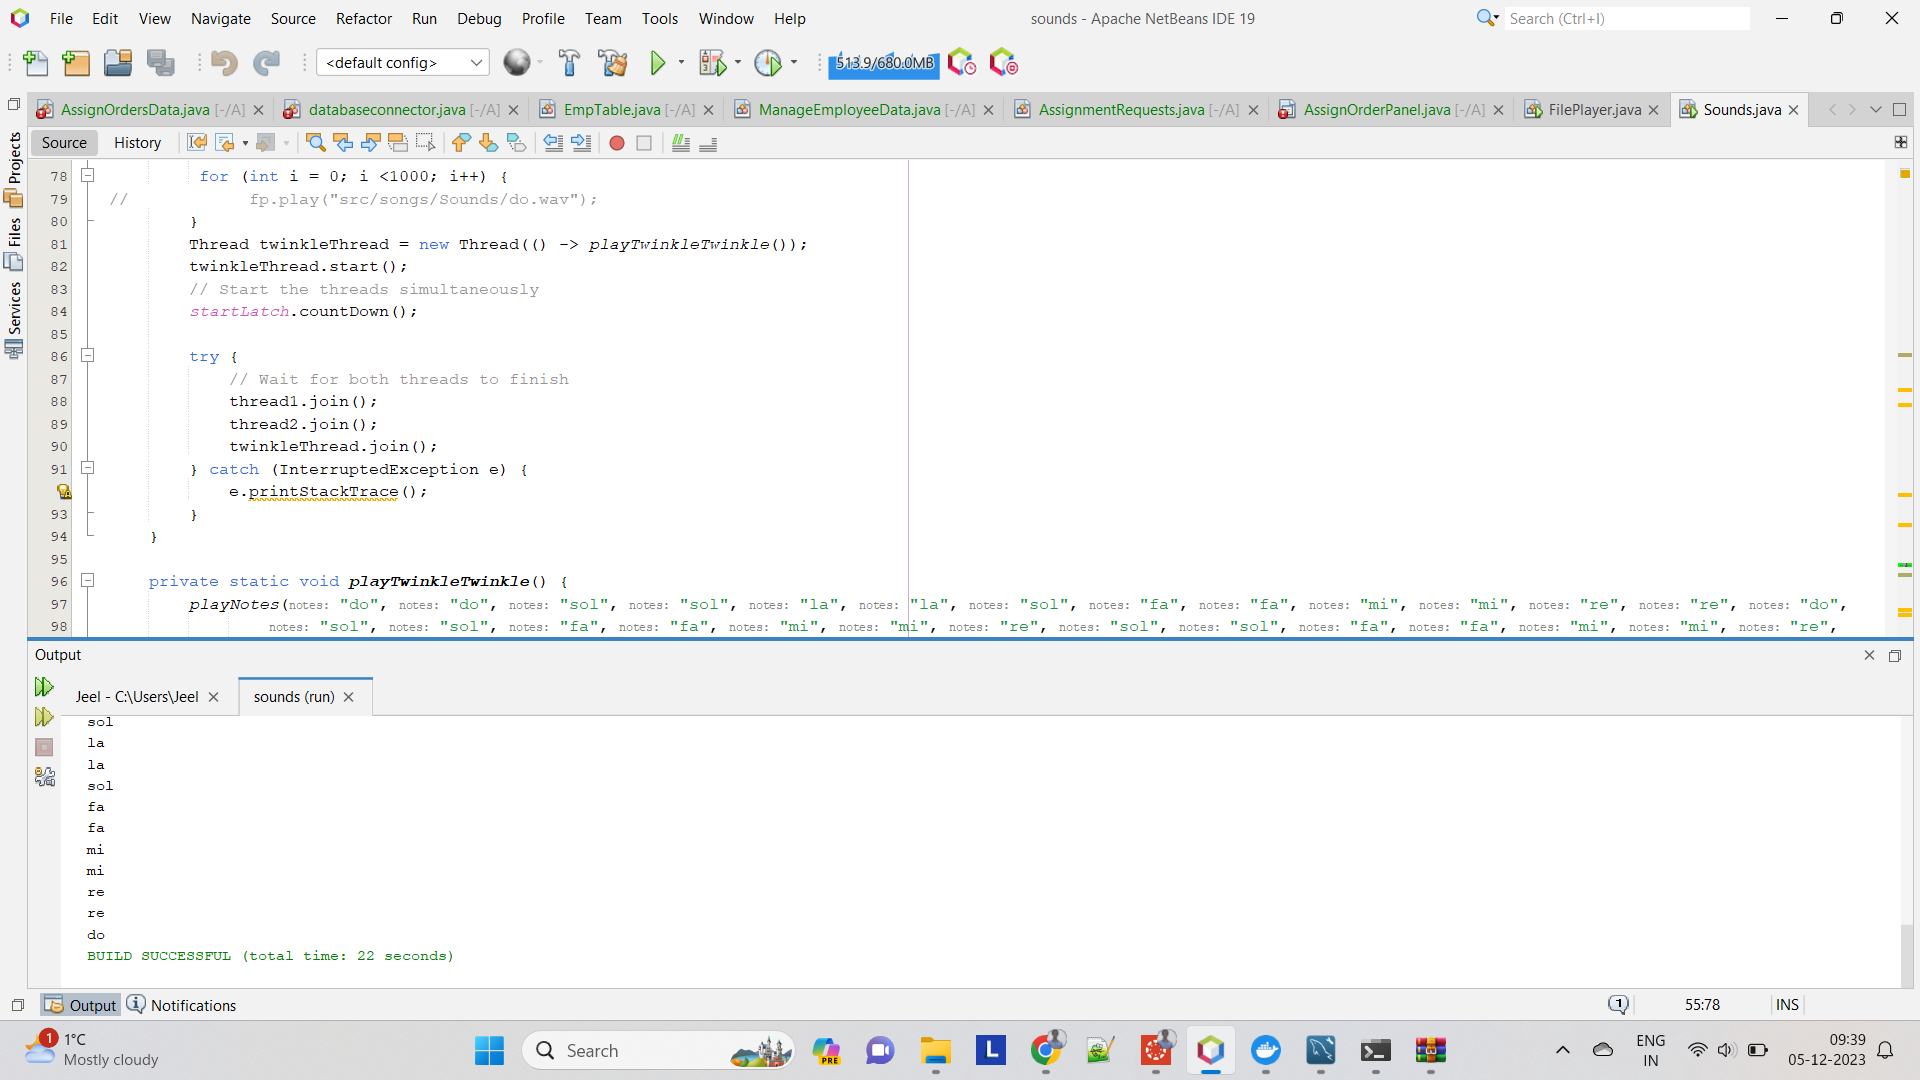 File Edit View Navigate Source Refactor Run Debug Profile Team Tools Window Help
sounds - Apache NetBeans IDE 19
Search (Ctrl+I)
<default config>
513.9/680.0MB
AssignOrdersData.java [-/A] databaseconnector.java [-/A] EmpTable.java [-/A] ManageEmployeeData.java [-/A] AssignmentRequests.java [-/A] AssignOrderPanel.java [-/A] FilePlayer.java Sounds.java
Projects
Files
Services
Source History
78 for (int i = 0; i <1000; i++) {
79 // fp.play("src/songs/Sounds/do.wav");
80 }
81 Thread twinkleThread = new Thread(() -> playTwinkleTwinkle());
82 twinkleThread.start();
83 // Start the threads simultaneously
84 startLatch.countDown();
85
86 try {
87 // Wait for both threads to finish
88 thread1.join();
89 thread2.join();
90 twinkleThread.join();
91 } catch (InterruptedException e) {
e.printStackTrace();
93 }
94 }
95
96 private static void playTwinkleTwinkle() {
97 playNotes(notes: "do", notes: "do", notes: "sol", notes: "sol", notes: "la", notes: "la", notes: "sol", notes: "fa", notes: "fa", notes: "mi", notes: "mi", notes: "re", notes: "re", notes: "do",
98 notes: "sol", notes: "sol", notes: "fa", notes: "fa", notes: "mi", notes: "mi", notes: "re", notes: "sol", notes: "sol", notes: "fa", notes: "fa", notes: "mi", notes: "mi", notes: "re",
Output
Jeel - C:\Users\Jeel sounds (run)
sol
la
la
sol
fa
fa
mi
mi
re
re
do
BUILD SUCCESSFUL (total time: 22 seconds)
Output Notifications
1 55:78 INS
1 1°C
Mostly cloudy
Search
PRE
L
ENG
IN
09:39
05-12-2023